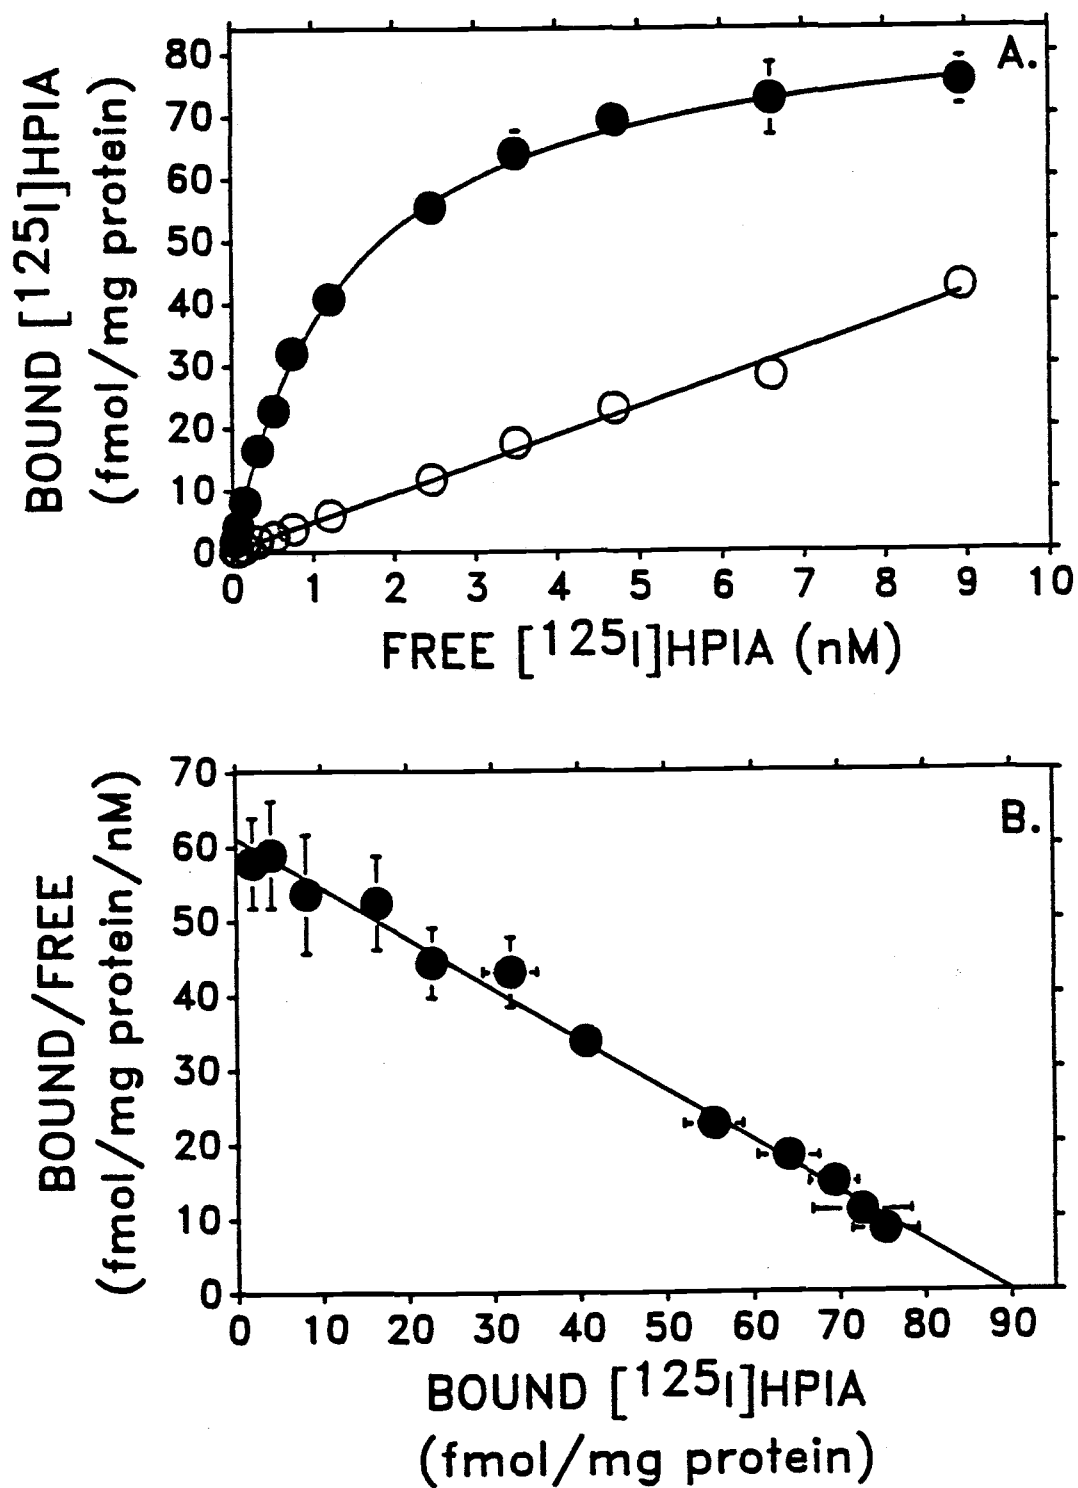 A.
BOUND [125I]HPIA
(fmol/mg protein)
80
70
60
50
40
30
20
10
0
0 1 2 3 4 5 6 7 8 9 10
FREE [125I]HPIA (nM)
B.
BOUND/FREE
(fmol/mg protein/nM)
70
60
50
40
30
20
10
0
0 10 20 30 40 50 60 70 80 90
BOUND [125I]HPIA
(fmol/mg protein)